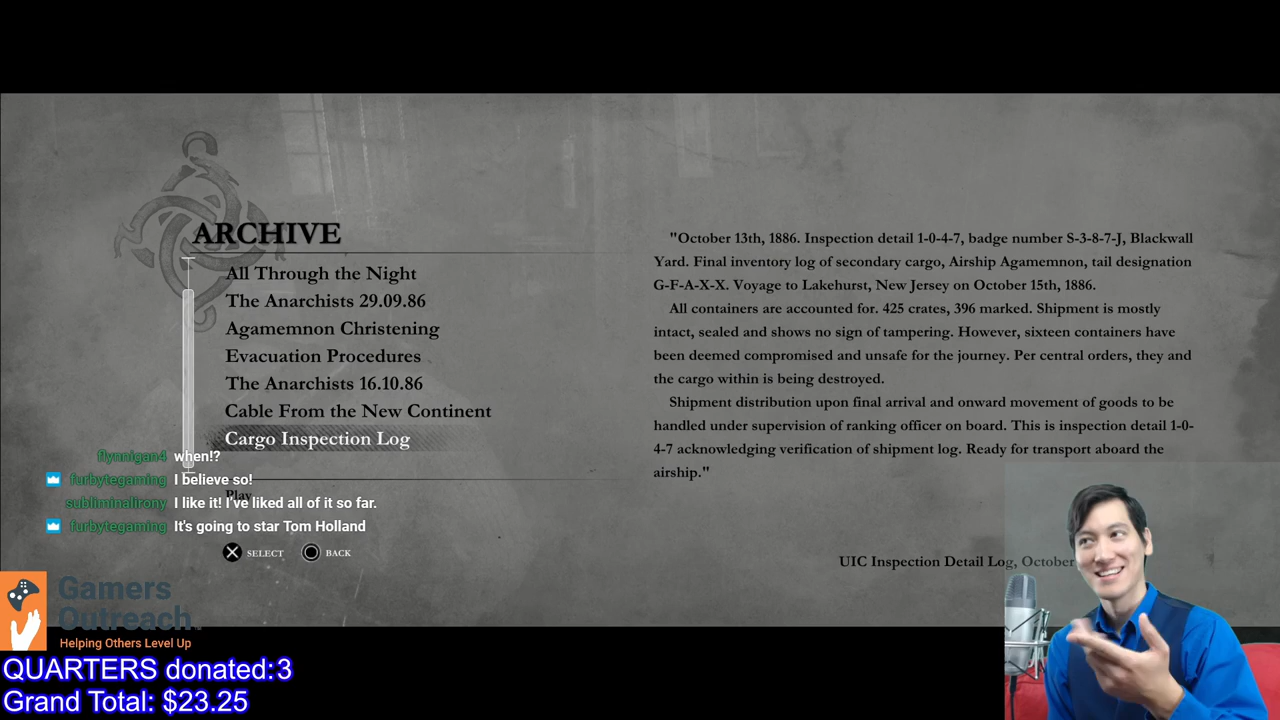 ARCHIVE
All Through the Night
The Anarchists 29.09.86
Agamemnon Christening
Evacuation Procedures
The Anarchists 16.10.86
Cable From the New Continent
Cargo Inspection Log
Play
SELECT
BACK
"October 13th, 1886. Inspection detail 1-0-4-7, badge number S-3-8-7-J, Blackwall
Yard. Final inventory log of secondary cargo, Airship Agamemnon, tail designation
G-F-A-X-X. Voyage to Lakehurst, New Jersey on October 15th, 1886.
All containers are accounted for. 425 crates, 396 marked. Shipment is mostly
intact, sealed and shows no sign of tampering. However, sixteen containers have
been deemed compromised and unsafe for the journey. Per central orders, they and
the cargo within is being destroyed.
Shipment distribution upon final arrival and onward movement of goods to be
handled under supervision of ranking officer on board. This is inspection detail 1-0-
4-7 acknowledging verification of shipment log. Ready for transport aboard the
airship."
UIC Inspection Detail Log, October
flynnigan4 when!?
furbytegaming I believe so!
subliminalirony I like it! I've liked all of it so far.
furbytegaming It's going to star Tom Holland
Gamers
Outreach
Helping Others Level Up
QUARTERS donated:3
Grand Total: $23.25